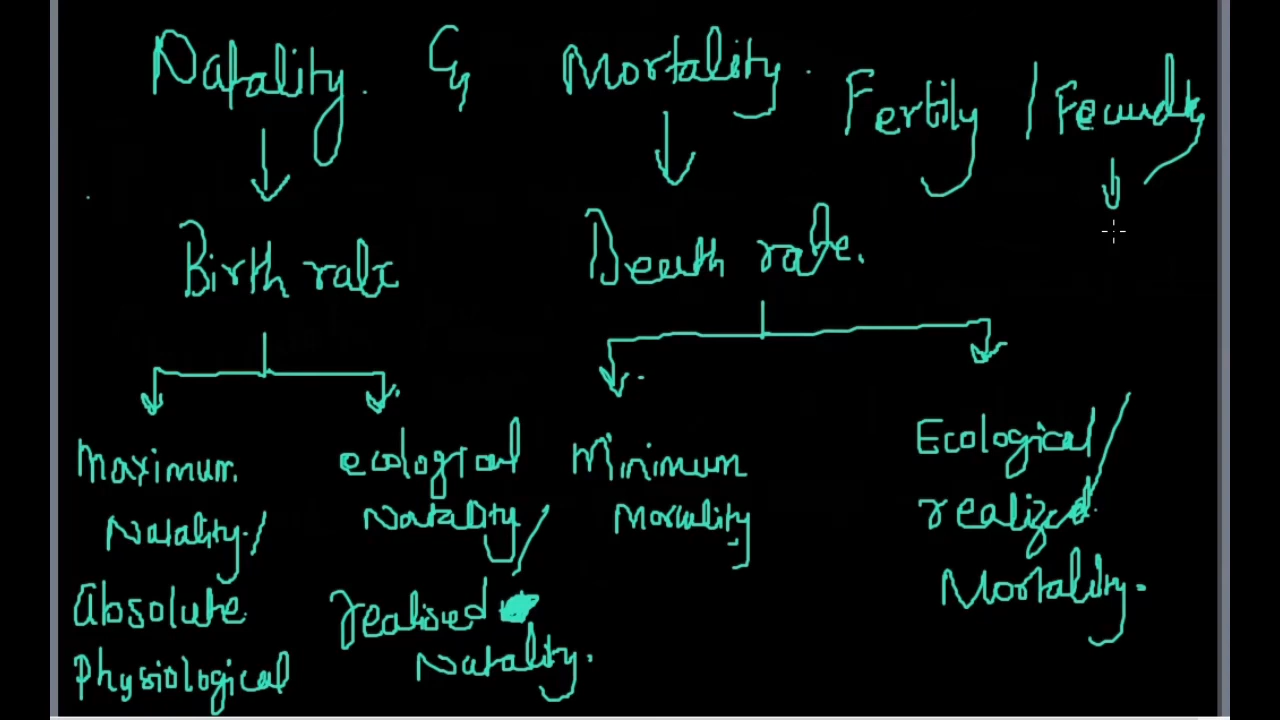 Natality. & Mortality.
Fertily / Fecundity
Birth rate
Death rate.
Maximum
Natality. /
Absolute
Physiological
ecological
Natality /
realised
Natality.
Minimum
Mortality
Ecological /
realized
Mortality.